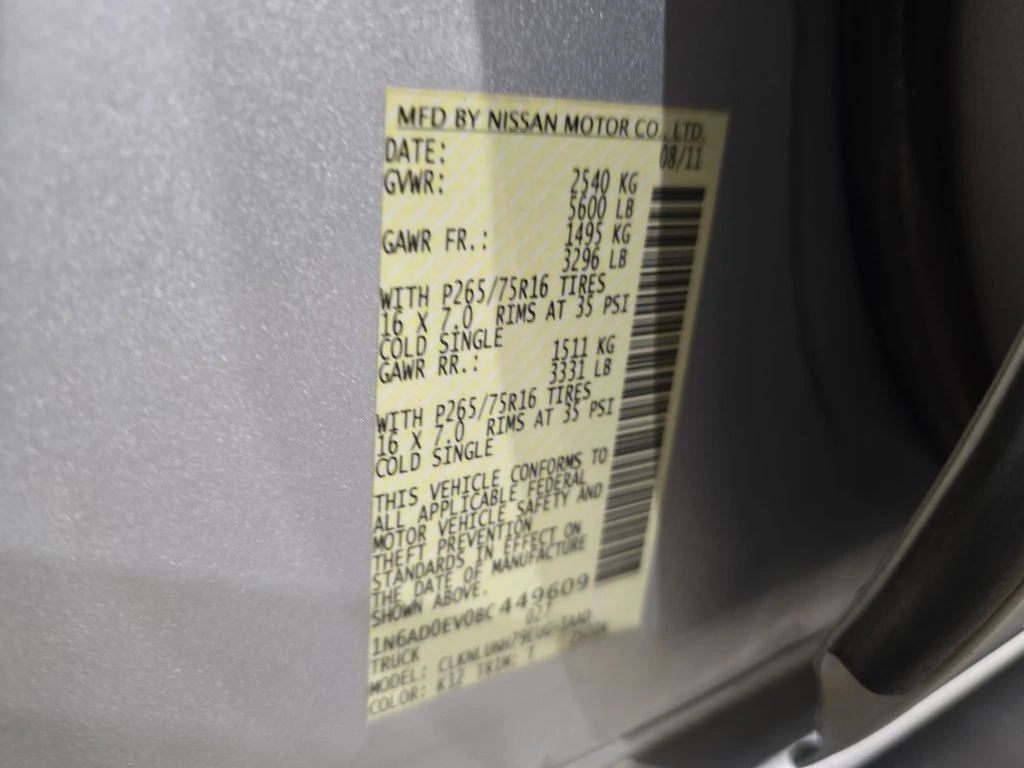 MFD BY NISSAN MOTOR CO., LTD.
DATE: 08/11
GVWR: 2540 KG
5600 LB
GAWR FR.: 1495 KG
3296 LB
WITH P265/75R16 TIRES
16 X 7.0 RIMS AT 35 PSI
COLD SINGLE
GAWR RR.: 1511 KG
3331 LB
WITH P265/75R16 TIRES
16 X 7.0 RIMS AT 35 PSI
COLD SINGLE
THIS VEHICLE CONFORMS TO
ALL APPLICABLE FEDERAL
MOTOR VEHICLE SAFETY AND
THEFT PREVENTION
STANDARDS IN EFFECT ON
THE DATE OF MANUFACTURE
SHOWN ABOVE.
1N6AD0EV0BC 449609
TRUCK
MODEL:
COLOR: K12 TRIM: